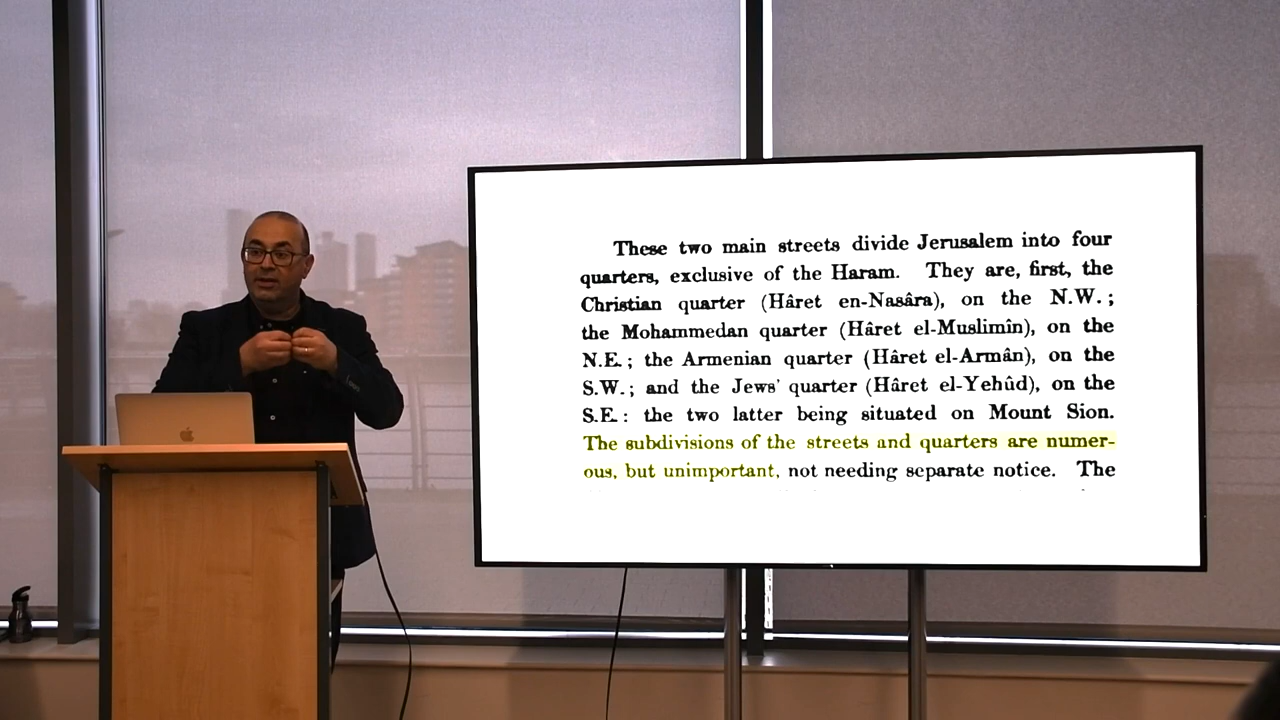 These two main streets divide Jerusalem into four
quarters, exclusive of the Haram. They are, first, the
Christian quarter (Hâret en-Nasâra), on the N.W.;
the Mohammedan quarter (Hâret el-Muslimîn), on the
N.E.; the Armenian quarter (Hâret el-Armân), on the
S.W.; and the Jews' quarter (Hâret el-Yehûd), on the
S.E.: the two latter being situated on Mount Sion.
The subdivisions of the streets and quarters are numer-
ous, but unimportant, not needing separate notice. The